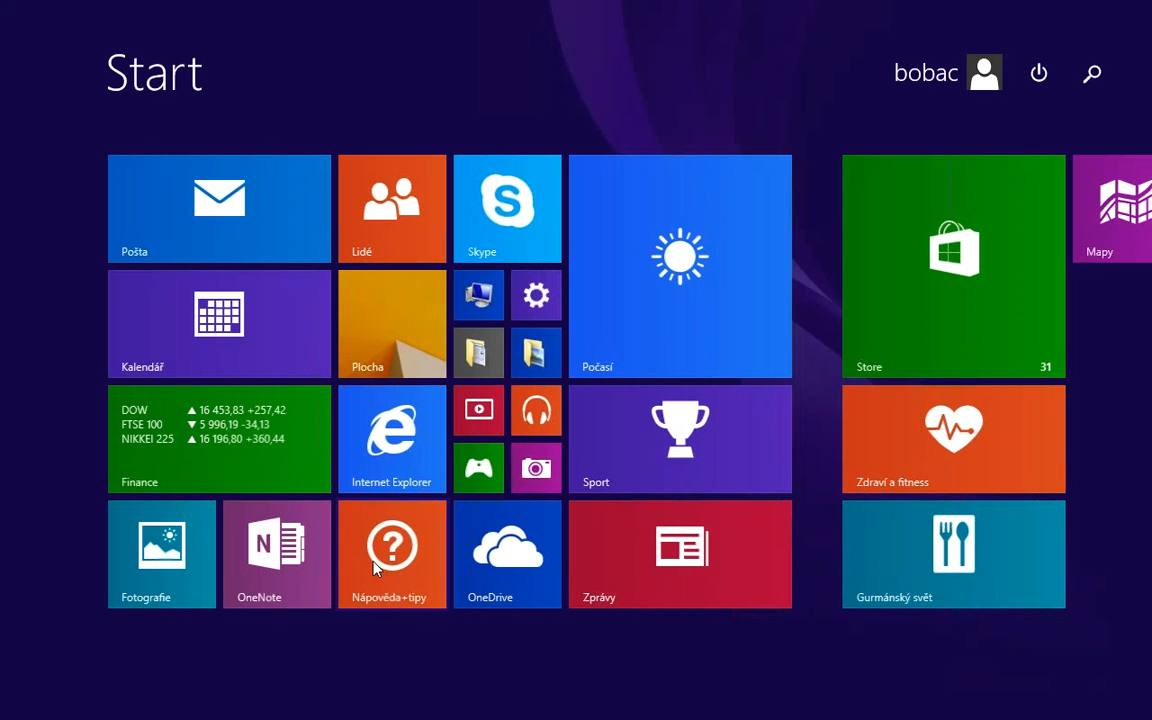 Start
bobac
Pošta
Lidé
Skype
Počasí
Store
31
Mapy
Kalendář
Plocha
DOW ▲ 16 453,83 +257,42
FTSE 100 ▼ 5 996,19 -34,13
NIKKEI 225 ▲ 16 196,80 +360,44
Finance
Internet Explorer
Sport
Zdraví a fitness
Fotografie
N
OneNote
Nápověda+tipy
OneDrive
Zprávy
Gurmánský svět